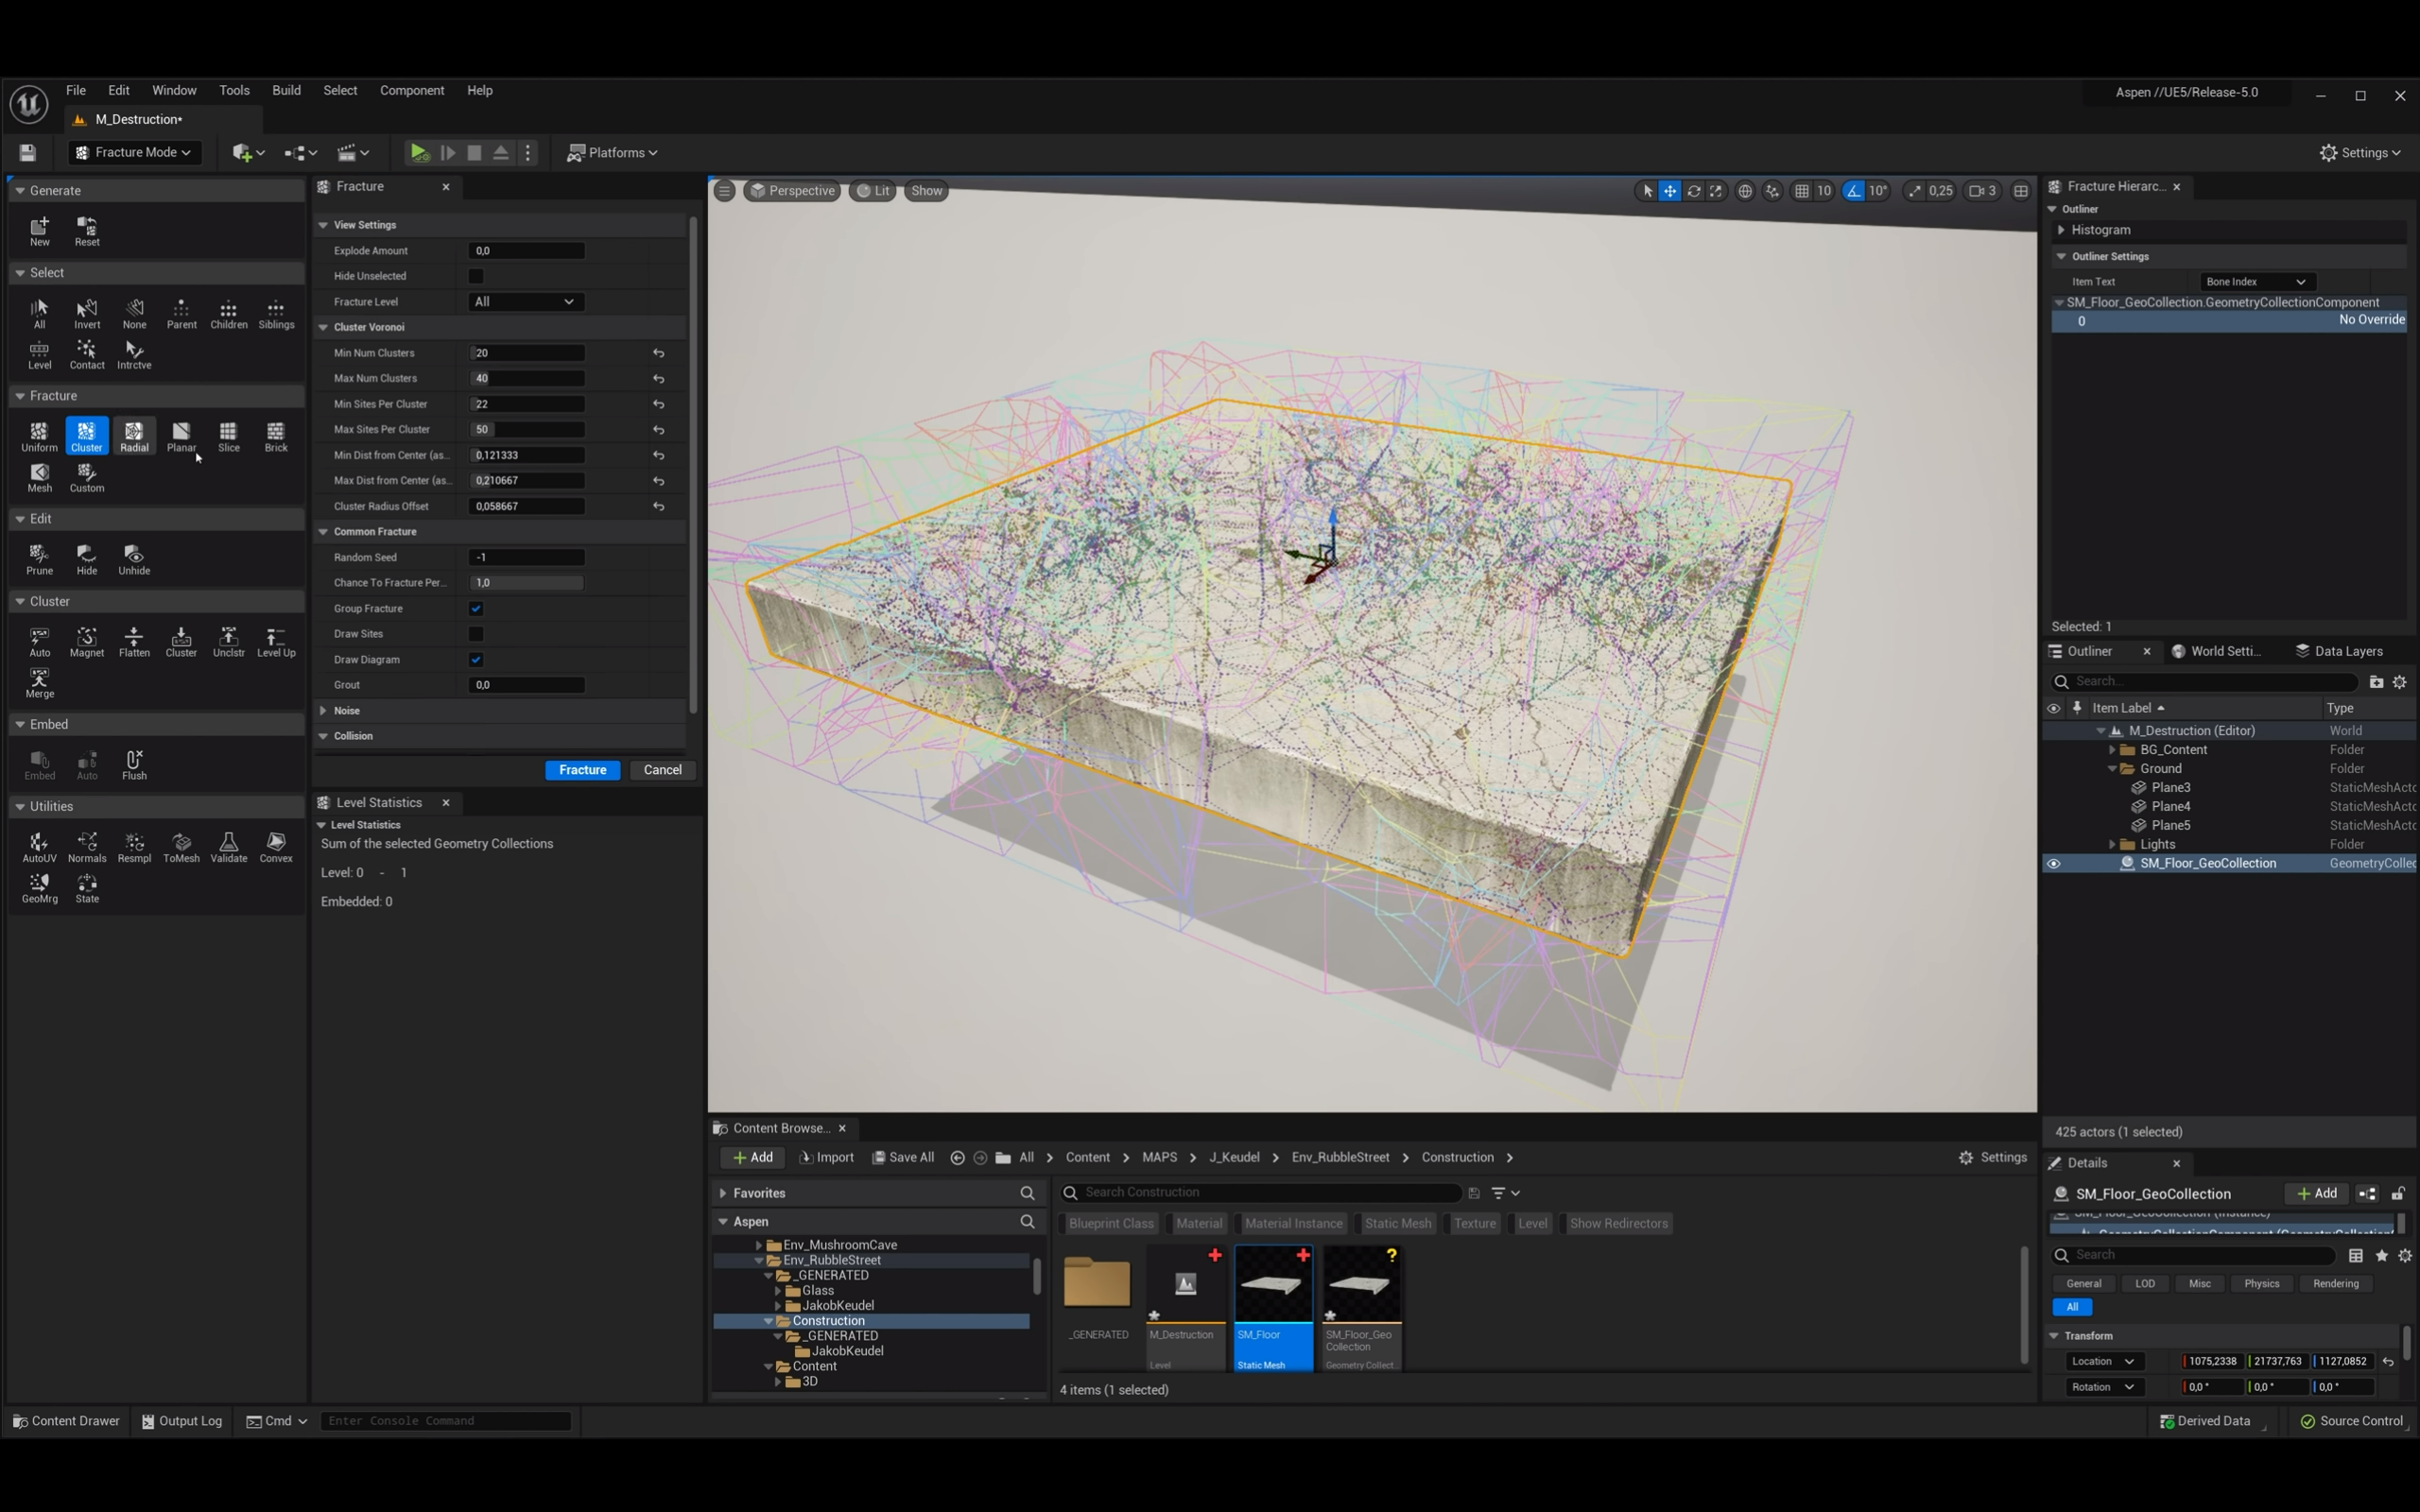 File Edit Window Tools Build Select Component Help
Aspen //UE5/Release-5.0
M_Destruction*
Fracture Mode
Platforms
Settings
Generate
New Reset
Select
All Invert None Parent Children Siblings
Level Contact Intrctve
Fracture
Uniform Cluster Radial Planar Slice Brick
Mesh Custom
Edit
Prune Hide Unhide
Cluster
Auto Magnet Flatten Cluster Unclstr Level Up
Merge
Embed
Embed Auto Flush
Utilities
AutoUV Normals Resmpl ToMesh Validate Convex
GeoMrg State
Fracture
View Settings
Explode Amount 0,0
Hide Unselected
Fracture Level All
Cluster Voronoi
Min Num Clusters 20
Max Num Clusters 40
Min Sites Per Cluster 22
Max Sites Per Cluster 50
Min Dist from Center (as... 0,121333
Max Dist from Center (as... 0,210667
Cluster Radius Offset 0,058667
Common Fracture
Random Seed -1
Chance To Fracture Per... 1,0
Group Fracture
Draw Sites
Draw Diagram
Grout 0,0
Noise
Collision
Fracture Cancel
Level Statistics
Level Statistics
Sum of the selected Geometry Collections
Level: 0 - 1
Embedded: 0
Perspective Lit Show
10 10° 0,25 3
Fracture Hierarc...
Outliner
Histogram
Outliner Settings
Item Text Bone Index
SM_Floor_GeoCollection.GeometryCollectionComponent
0 No Override
Selected: 1
Outliner World Setti... Data Layers
Search...
Item Label Type
M_Destruction (Editor) World
BG_Content Folder
Ground Folder
Plane3 StaticMeshActo
Plane4 StaticMeshActo
Plane5 StaticMeshActo
Lights Folder
SM_Floor_GeoCollection GeometryCollec
425 actors (1 selected)
Details
SM_Floor_GeoCollection Add
Search
General LOD Misc Physics Rendering
All
Transform
Location 1075,2338 21737,763 1127,0852
Rotation 0,0 ° 0,0 ° 0,0 °
Content Browse...
Add Import Save All All Content MAPS J_Keudel Env_RubbleStreet Construction Settings
Favorites
Aspen
Env_MushroomCave
Env_RubbleStreet
_GENERATED
Glass
JakobKeudel
Construction
_GENERATED
JakobKeudel
Content
3D
Search Construction
Blueprint Class Material Material Instance Static Mesh Texture Level Show Redirectors
_GENERATED
M_Destruction
Level
SM_Floor
Static Mesh
SM_Floor_Geo
Collection
Geometry Collect...
4 items (1 selected)
Content Drawer Output Log Cmd Enter Console Command
Derived Data Source Control